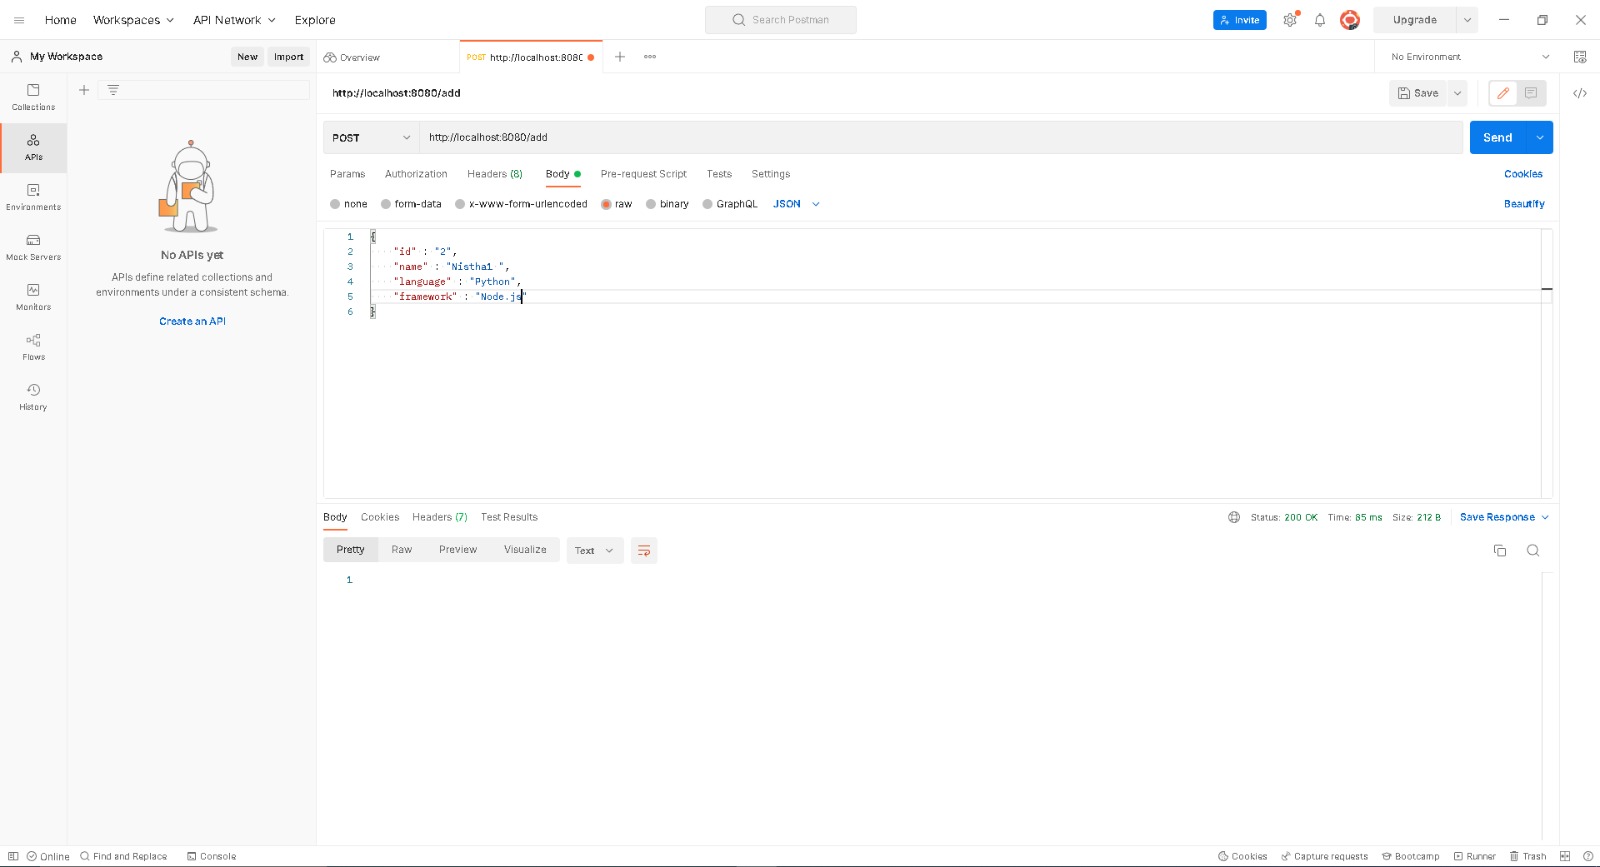 Home Workspaces API Network Explore Search Postman Invite Upgrade
My Workspace New Import Overview POST http://localhost:8080 No Environment
http://localhost:8080/add Save
Collections
POST http://localhost:8080/add Send
APIs
Params Authorization Headers (8) Body Pre-request Script Tests Settings Cookies
Environments
none form-data x-www-form-urlencoded raw binary GraphQL JSON Beautify
Mock Servers
Monitors
Flows
History
No APIs yet
APIs define related collections and
environments under a consistent schema.
Create an API
1 {
2 "id" : "2",
3 "name" : "Nistha1 ",
4 "language" : "Python",
5 "framework" : "Node.js"
6 }
Body Cookies Headers (7) Test Results Status: 200 OK Time: 85 ms Size: 212 B Save Response
Pretty Raw Preview Visualize Text
1
Online Find and Replace Console Cookies Capture requests Bootcamp Runner Trash